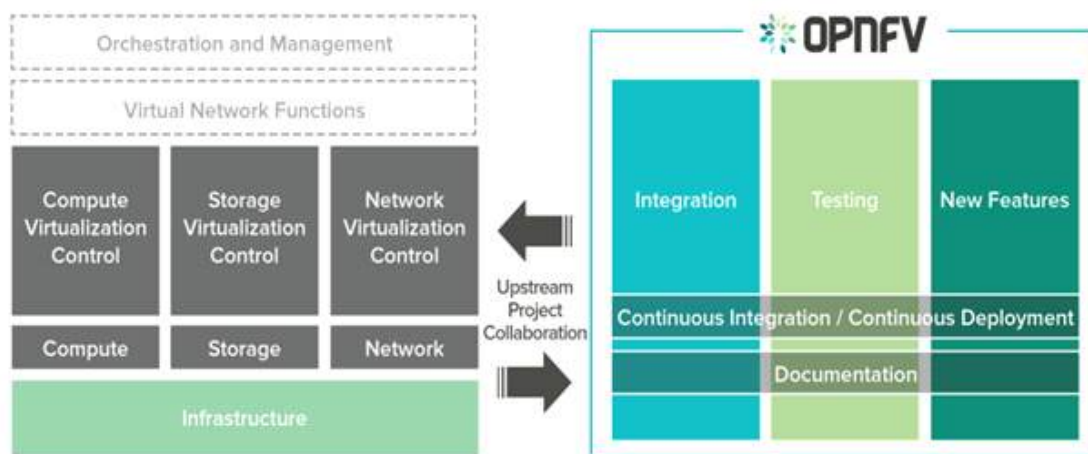 Orchestration and Management
Virtual Network Functions
Compute
Virtualization
Control
Storage
Virtualization
Control
Network
Virtualization
Control
Compute
Storage
Network
Infrastructure
Upstream
Project
Collaboration
OPNFV
Integration
Testing
New Features
Continuous Integration / Continuous Deployment
Documentation